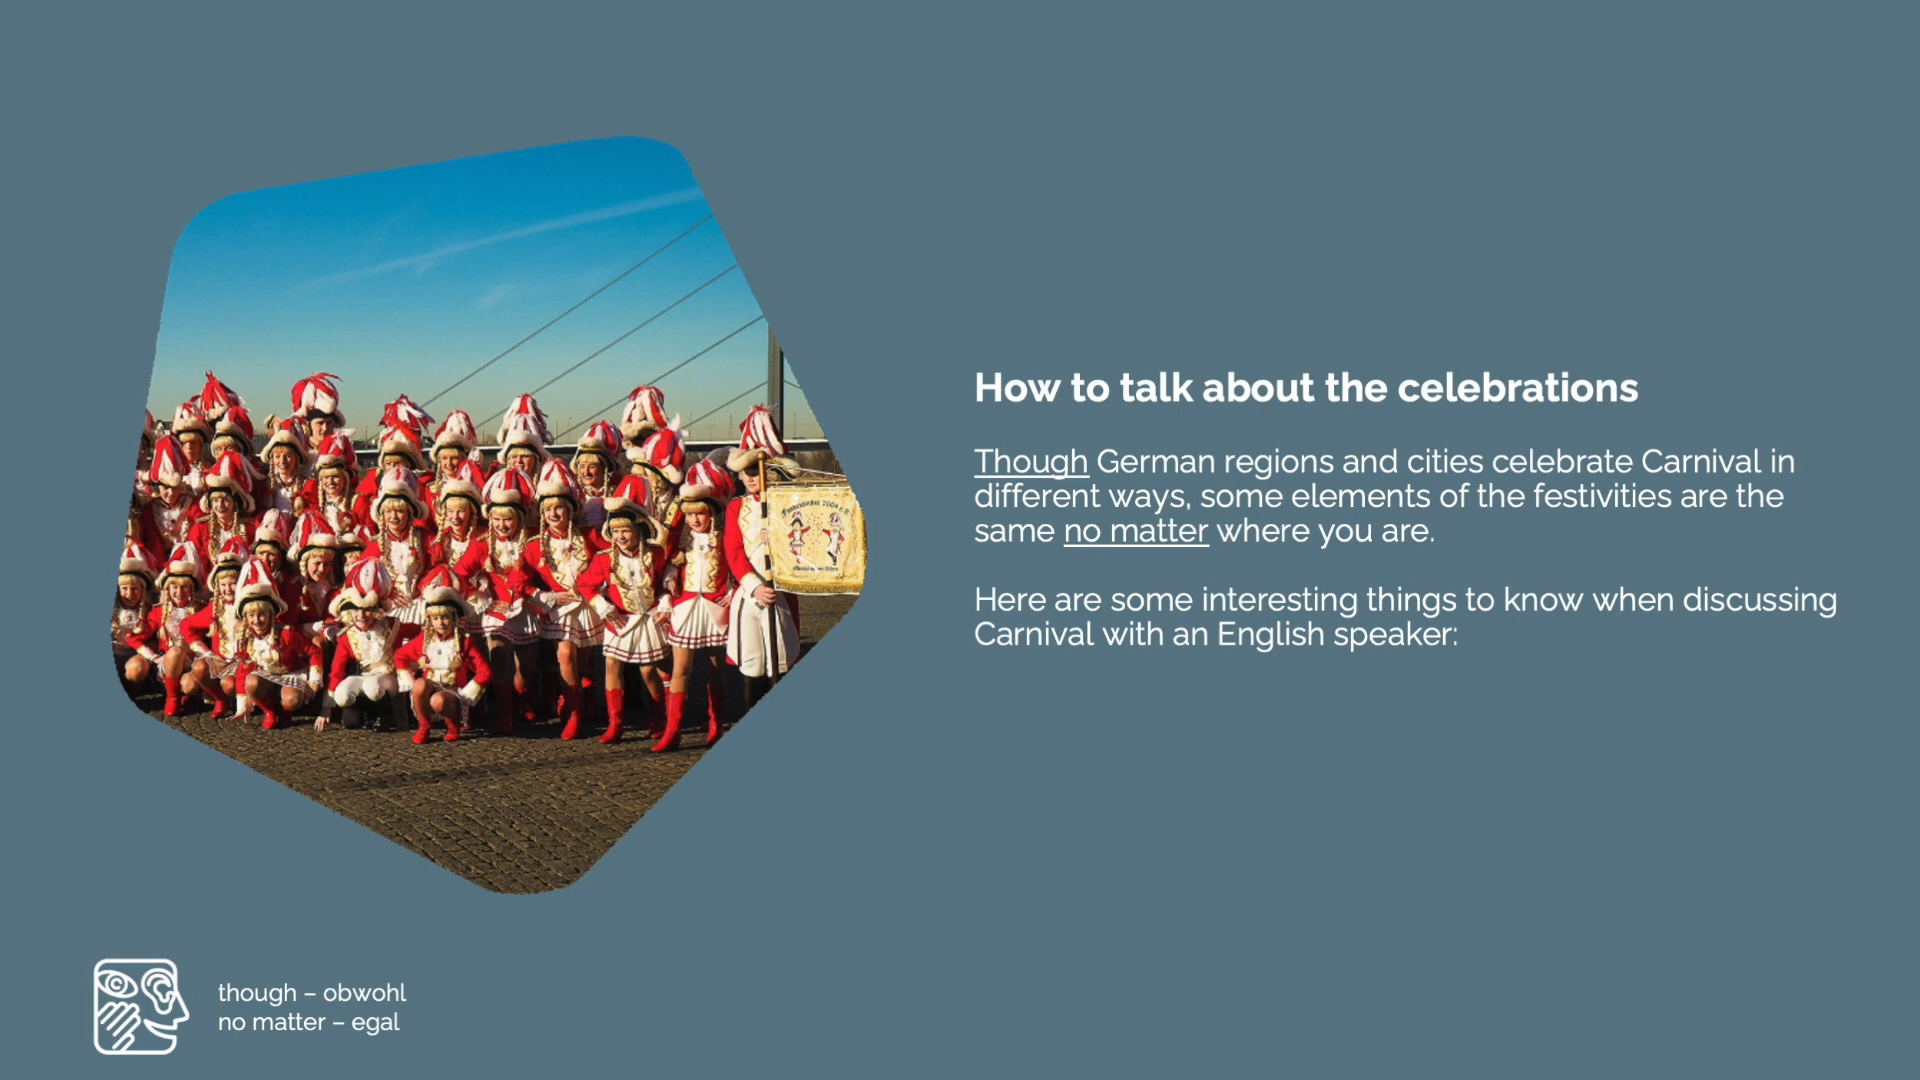 How to talk about the celebrations
Though German regions and cities celebrate Carnival in
different ways, some elements of the festivities are the
same no matter where you are.
Here are some interesting things to know when discussing
Carnival with an English speaker:
though – obwohl
no matter – egal